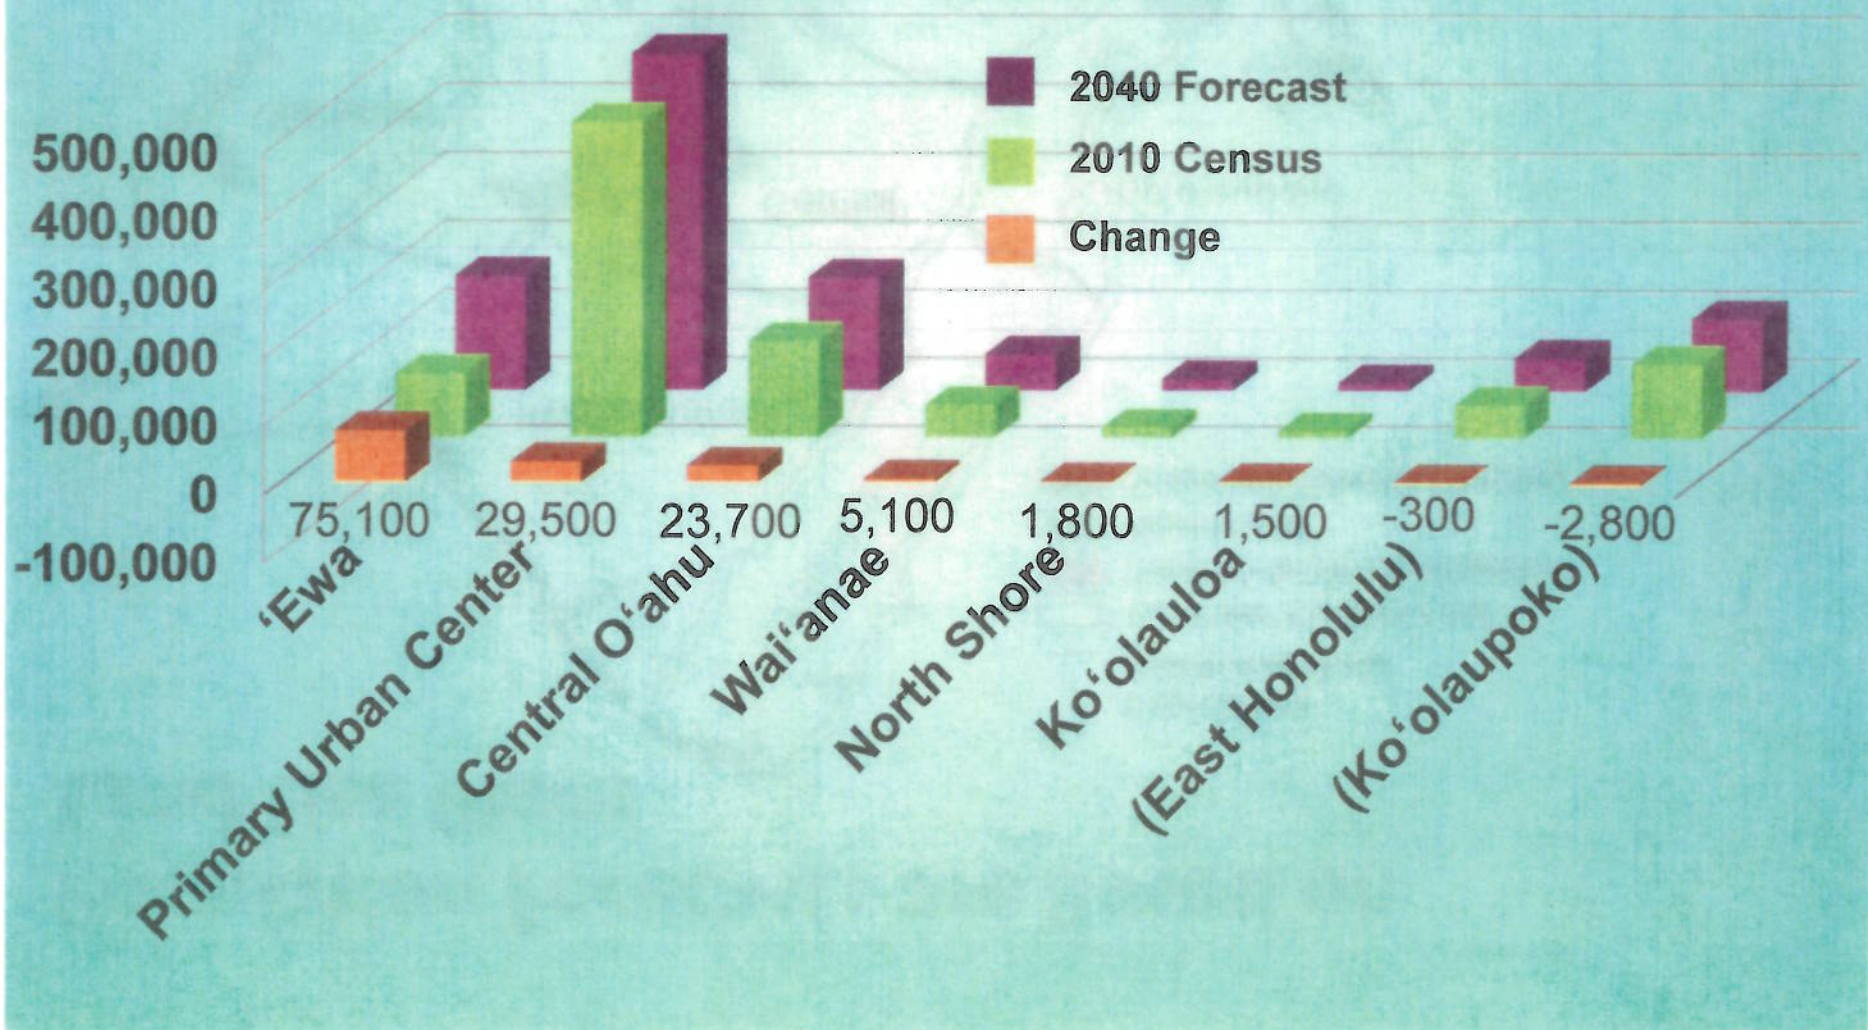 2040 Forecast
2010 Census
Change
500,000
400,000
300,000
200,000
100,000
0
-100,000
75,100 29,500 23,700 5,100 1,800 1,500 -300 -2,800
‘Ewa
Primary Urban Center
Central O‘ahu
Wai‘anae
North Shore
Ko‘olauloa
(East Honolulu)
(Ko‘olaupoko)